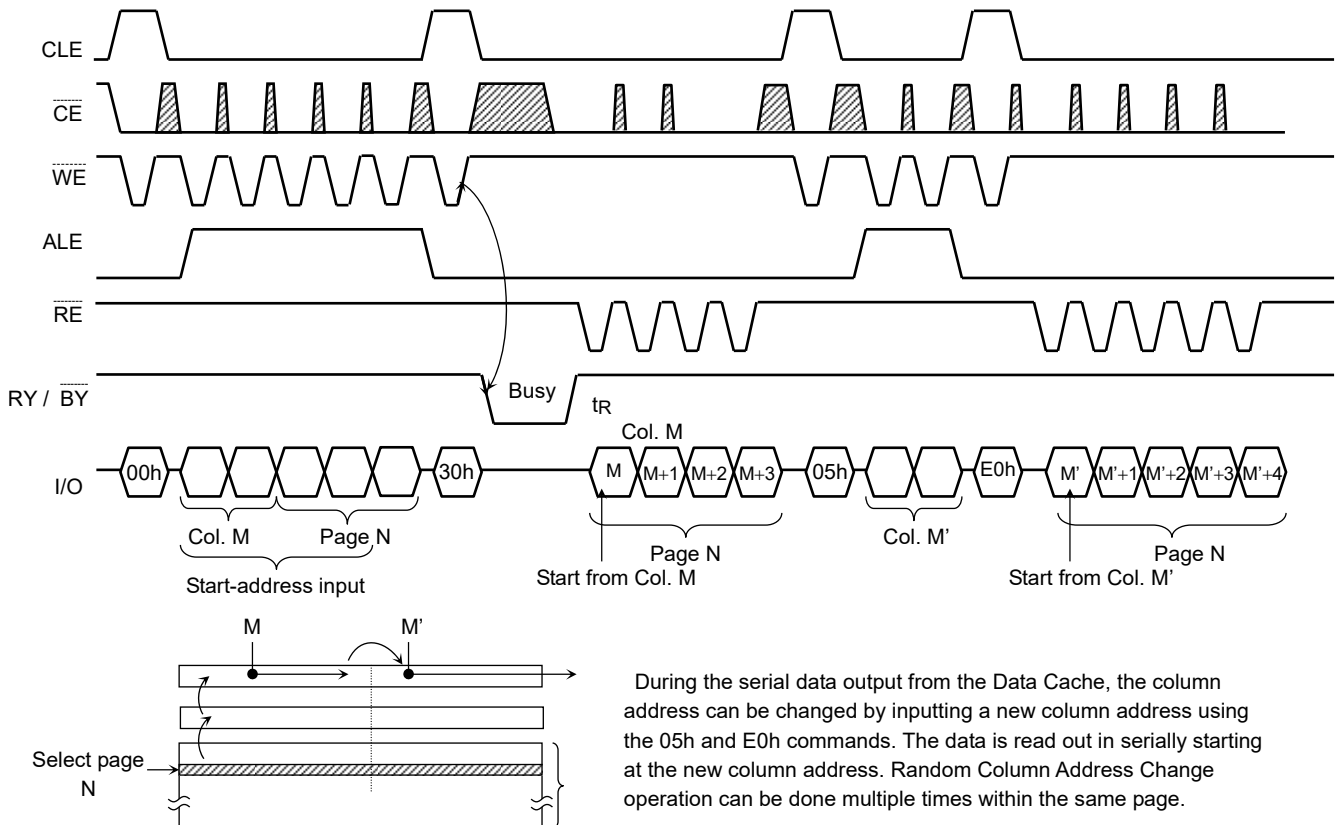 CLE
CE
WE
ALE
RE
RY / BY
Busy
tR
Col. M
I/O
00h
30h
M
M+1
M+2
M+3
05h
E0h
M'
M'+1
M'+2
M'+3
M'+4
Col. M
Page N
Col. M’
Page N
Page N
Start-address input
Start from Col. M
Start from Col. M’
M
M’
Select page
N
During the serial data output from the Data Cache, the column
address can be changed by inputting a new column address using
the 05h and E0h commands. The data is read out in serially starting
at the new column address. Random Column Address Change
operation can be done multiple times within the same page.